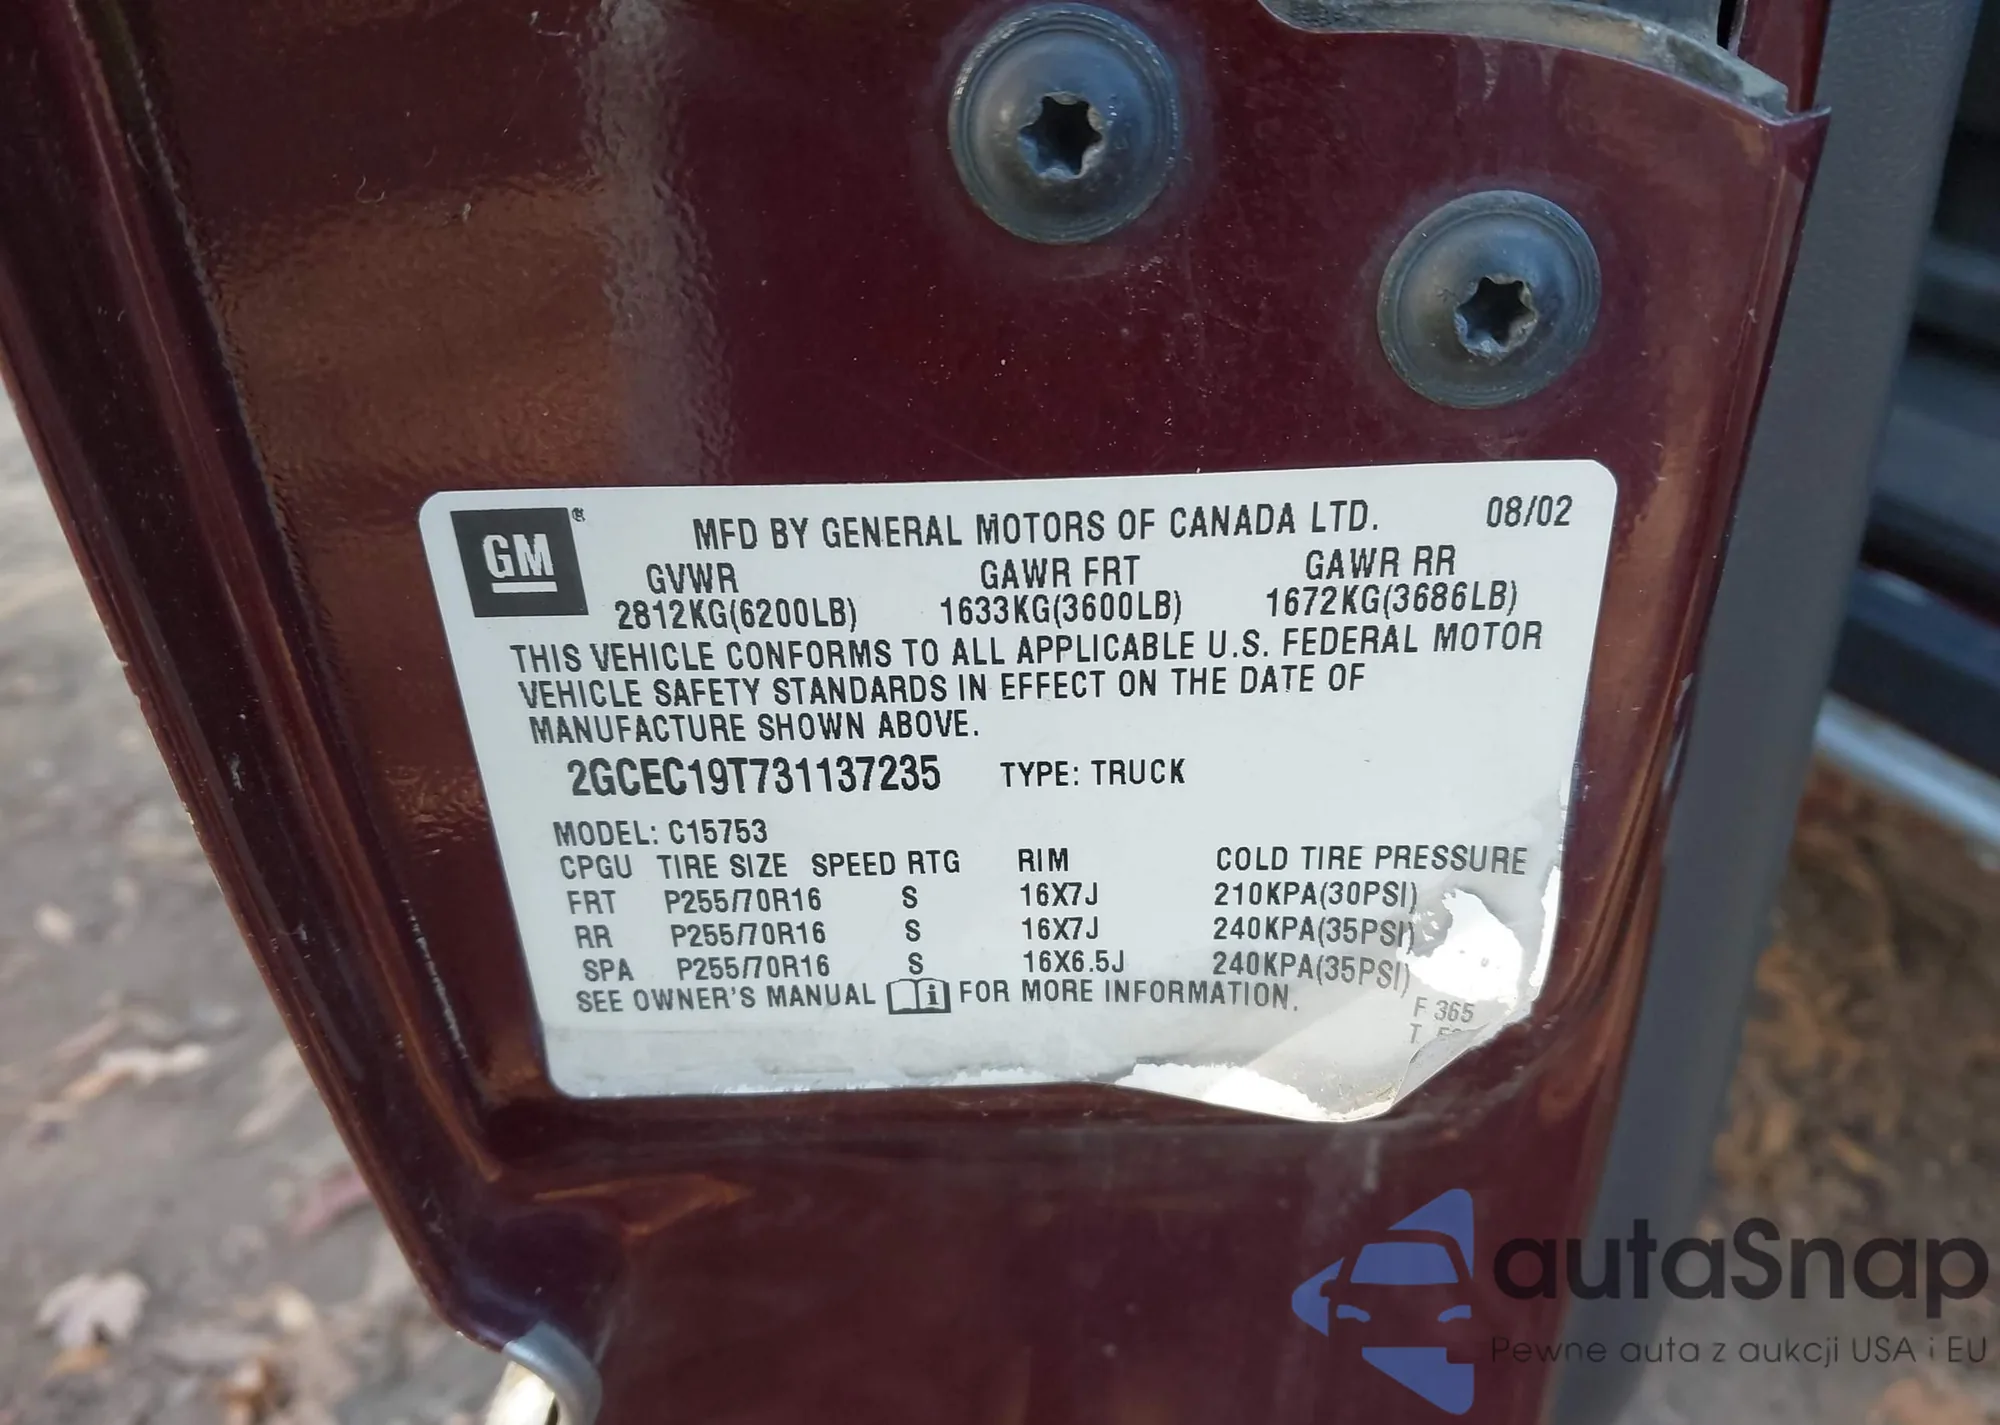 GM ®
MFD BY GENERAL MOTORS OF CANADA LTD. 08/02
GVWR GAWR FRT GAWR RR
2812KG(6200LB) 1633KG(3600LB) 1672KG(3686LB)
THIS VEHICLE CONFORMS TO ALL APPLICABLE U.S. FEDERAL MOTOR
VEHICLE SAFETY STANDARDS IN EFFECT ON THE DATE OF
MANUFACTURE SHOWN ABOVE.
2GCEC19T731137235 TYPE: TRUCK
MODEL: C15753
CPGU TIRE SIZE SPEED RTG RIM COLD TIRE PRESSURE
FRT P255/70R16 S 16X7J 210KPA(30PSI)
RR P255/70R16 S 16X7J 240KPA(35PSI)
SPA P255/70R16 S 16X6.5J 240KPA(35PSI)
SEE OWNER'S MANUAL i FOR MORE INFORMATION.
F 365
T
autaSnap
Pewne auta z aukcji USA i EU